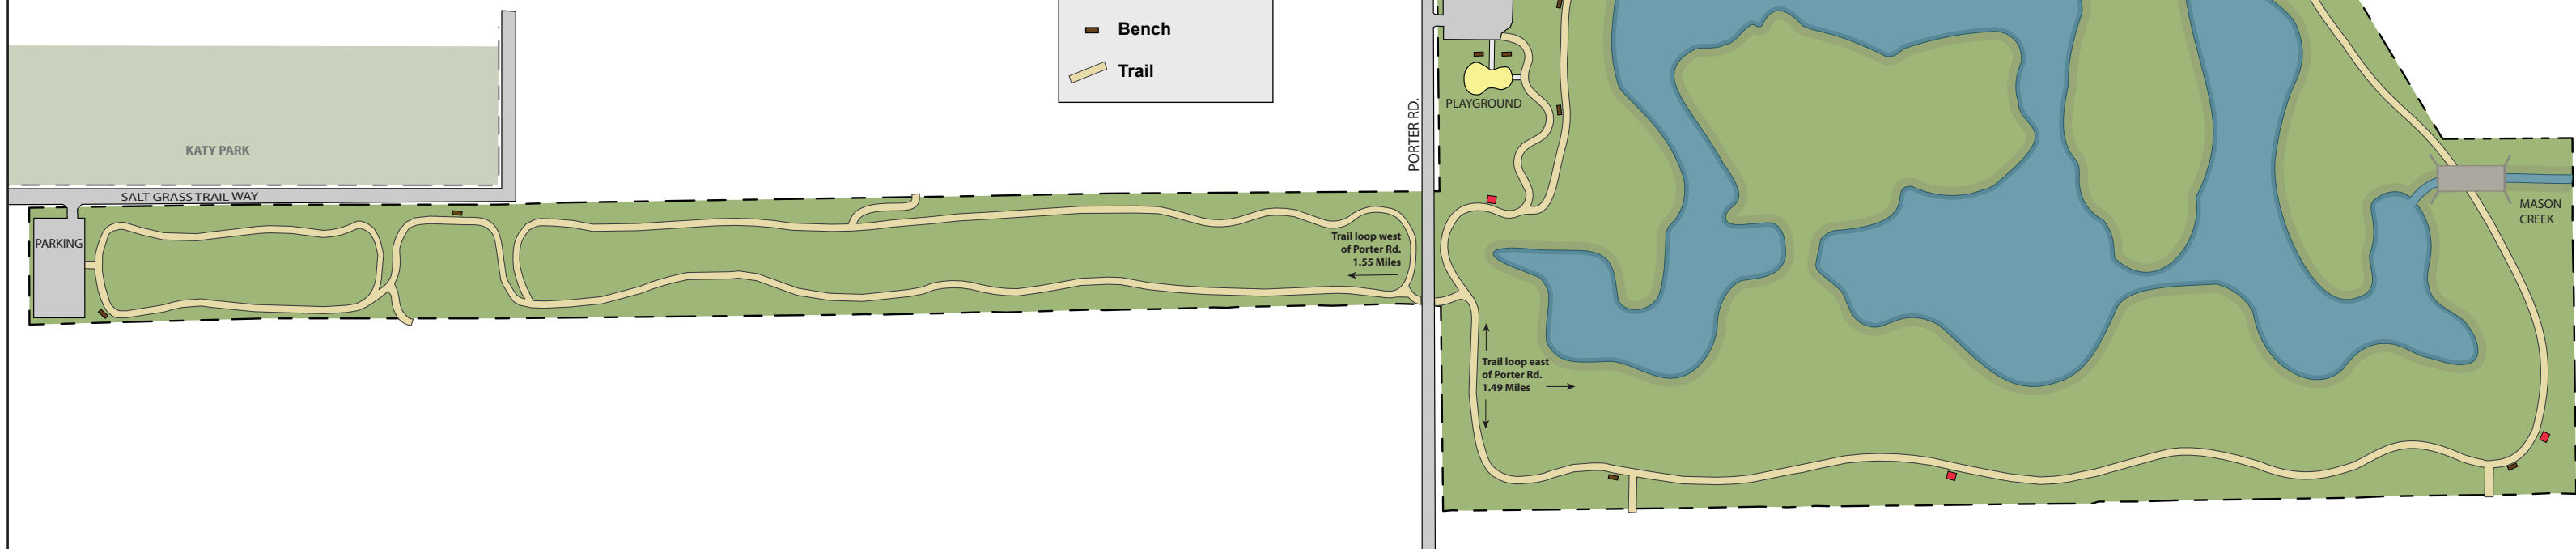 Bench
Trail
PORTER RD.
PLAYGROUND
KATY PARK
SALT GRASS TRAIL WAY
MASON
CREEK
PARKING
Trail loop west
of Porter Rd.
1.55 Miles
Trail loop east
of Porter Rd.
1.49 Miles